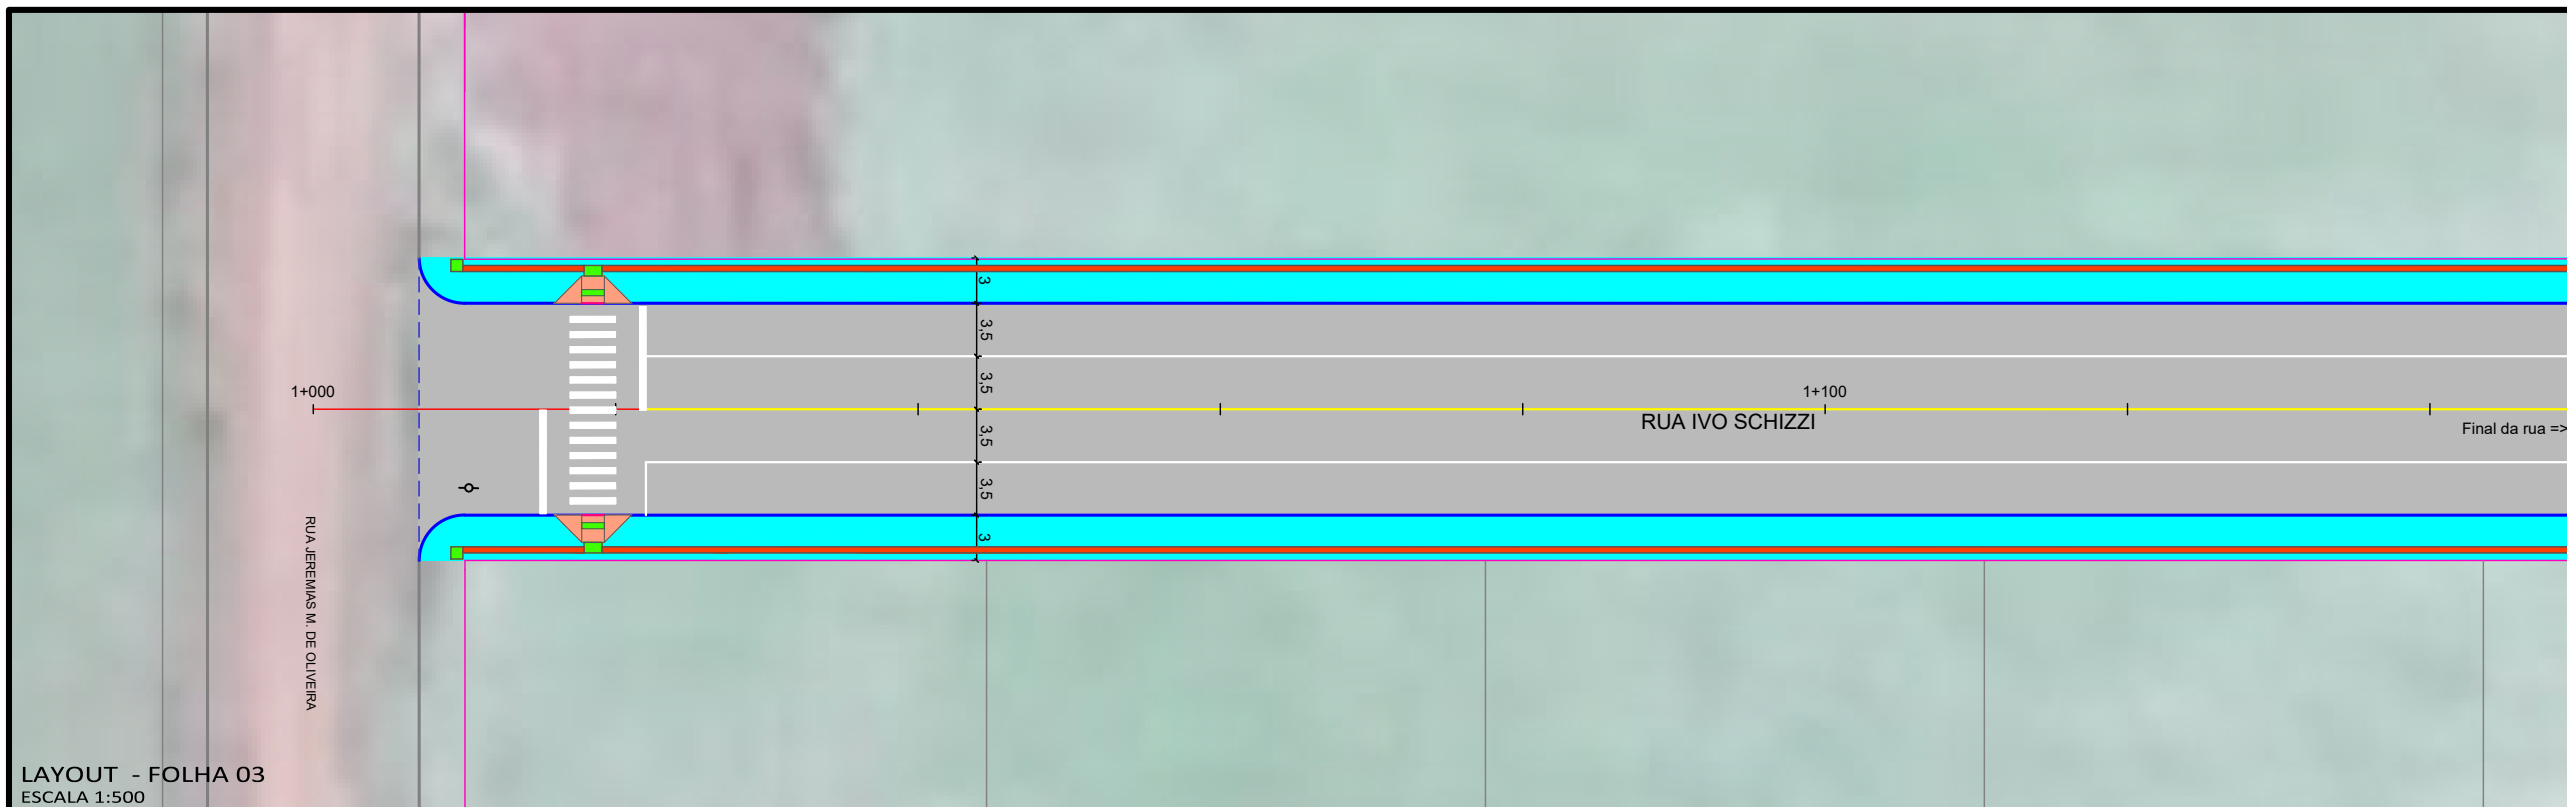 3
3,5
1+000
3,5
1+100
RUA IVO SCHIZZI
Final da rua =>
3,5
3,5
3
RUA JEREMIAS M. DE OLIVEIRA
LAYOUT - FOLHA 03
ESCALA 1:500